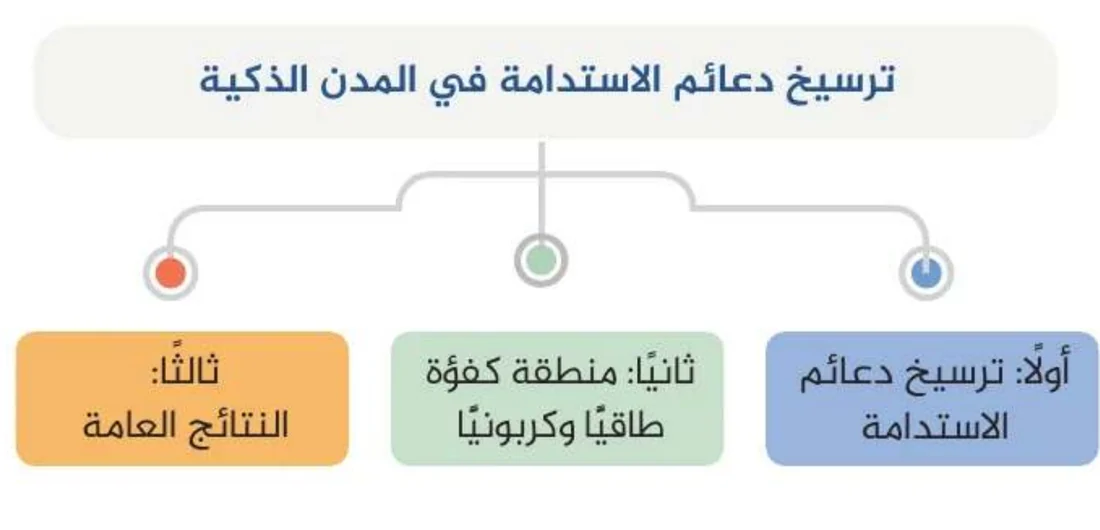 ترسيخ دعائم الاستدامة في المدن الذكية
أولًا: ترسيخ دعائم
الاستدامة
ثانيًا: منطقة كفؤة
طاقيًّا وكربونيًّا
ثالثًا:
النتائج العامة